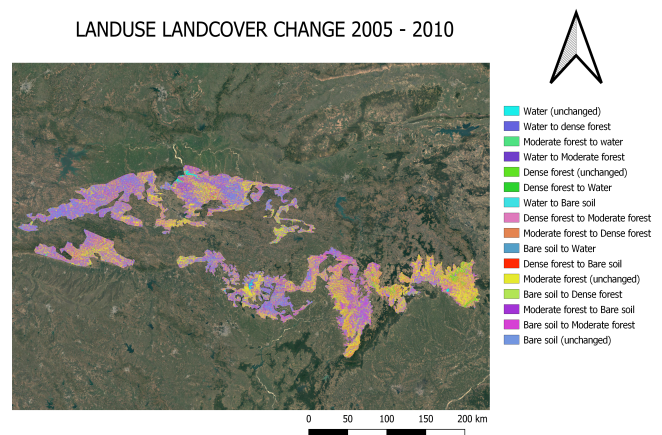 LANDUSE LANDCOVER CHANGE 2005 - 2010
Water (unchanged)
Water to dense forest
Moderate forest to water
Water to Moderate forest
Dense forest (unchanged)
Dense forest to Water
Water to Bare soil
Dense forest to Moderate forest
Moderate forest to Dense forest
Bare soil to Water
Dense forest to Bare soil
Moderate forest (unchanged)
Bare soil to Dense forest
Moderate forest to Bare soil
Bare soil to Moderate forest
Bare soil (unchanged)
0 50 100 150 200 km